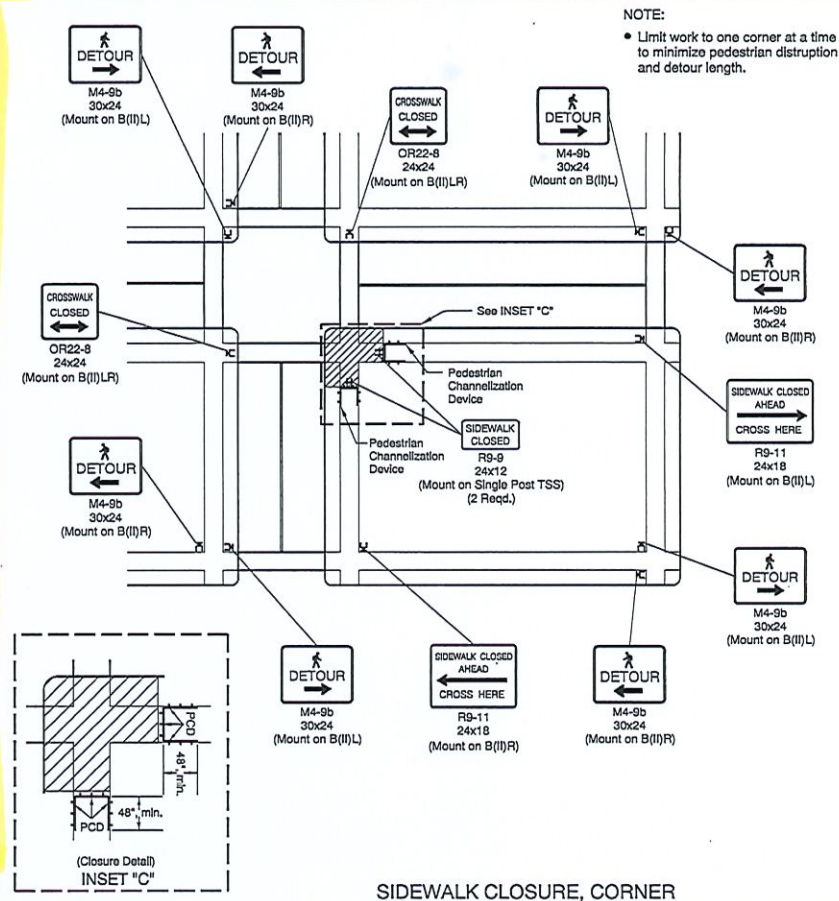 NOTE:
• Limit work to one corner at a time
to minimize pedestrian distruption
and detour length.
DETOUR
M4-9b
30x24
(Mount on B(II)L)
DETOUR
M4-9b
30x24
(Mount on B(II)R)
CROSSWALK
CLOSED
OR22-8
24x24
(Mount on B(II)LR)
DETOUR
M4-9b
30x24
(Mount on B(II)L)
DETOUR
M4-9b
30x24
(Mount on B(II)R)
CROSSWALK
CLOSED
OR22-8
24x24
(Mount on B(II)LR)
See INSET "C"
Pedestrian
Channelization
Device
Pedestrian
Channelization
Device
SIDEWALK
CLOSED
R9-9
24x12
(Mount on Single Post TSS)
(2 Reqd.)
SIDEWALK CLOSED
AHEAD
CROSS HERE
R9-11
24x18
(Mount on B(II)L)
DETOUR
M4-9b
30x24
(Mount on B(II)R)
DETOUR
M4-9b
30x24
(Mount on B(II)L)
DETOUR
M4-9b
30x24
(Mount on B(II)L)
SIDEWALK CLOSED
AHEAD
CROSS HERE
R9-11
24x18
(Mount on B(II)R)
DETOUR
M4-9b
30x24
(Mount on B(II)R)
PCD
48", min.
48", min.
PCD
(Closure Detail)
INSET "C"
SIDEWALK CLOSURE, CORNER